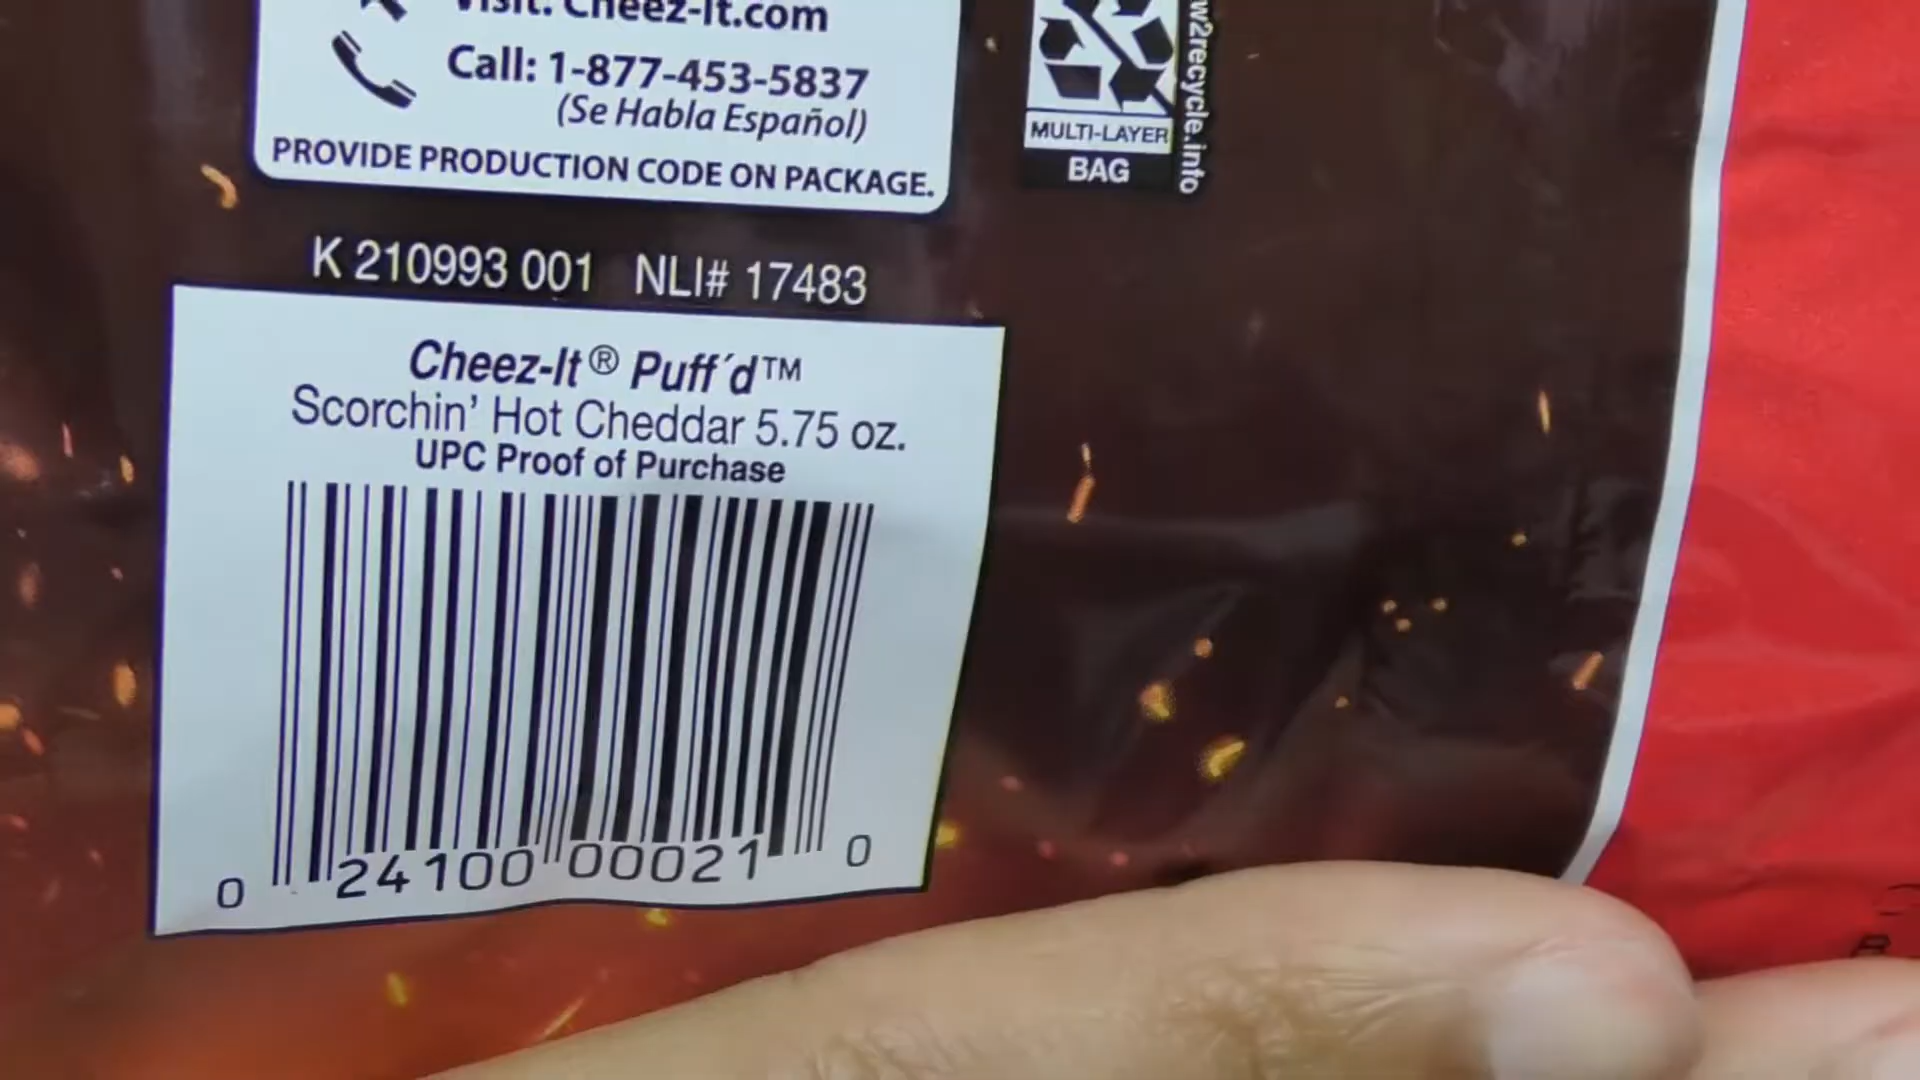 Visit: Cheez-It.com
Call: 1-877-453-5837
(Se Habla Español)
PROVIDE PRODUCTION CODE ON PACKAGE.
w2recycle.info
MULTI-LAYER
BAG
K 210993 001 NLI# 17483
Cheez-It® Puff´d™
Scorchin' Hot Cheddar 5.75 oz.
UPC Proof of Purchase
0 24100 00021 0